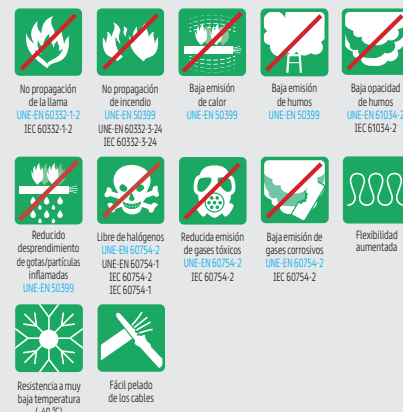 No propagación
de la llama
UNE-EN 60332-1-2
IEC 60332-1-2
No propagación
de incendio
UNE-EN 50399
UNE-EN 60332-3-24
IEC 60332-3-24
Baja emisión
de calor
UNE-EN 50399
Baja emisión
de humos
UNE-EN 50399
Baja opacidad
de humos
UNE-EN 61034-2
IEC 61034-2
Reducido
desprendimiento
de gotas/partículas
inflamadas
UNE-EN 50399
Libre de halógenos
UNE-EN 60754-2
UNE-EN 60754-1
IEC 60754-2
IEC 60754-1
Reducida emisión
de gases tóxicos
UNE-EN 60754-2
IEC 60754-2
Baja emisión de
gases corrosivos
UNE-EN 60754-2
IEC 60754-2
Flexibilidad
aumentada
Resistencia a muy
baja temperatura
(-40 ºC)
Fácil pelado
de los cables